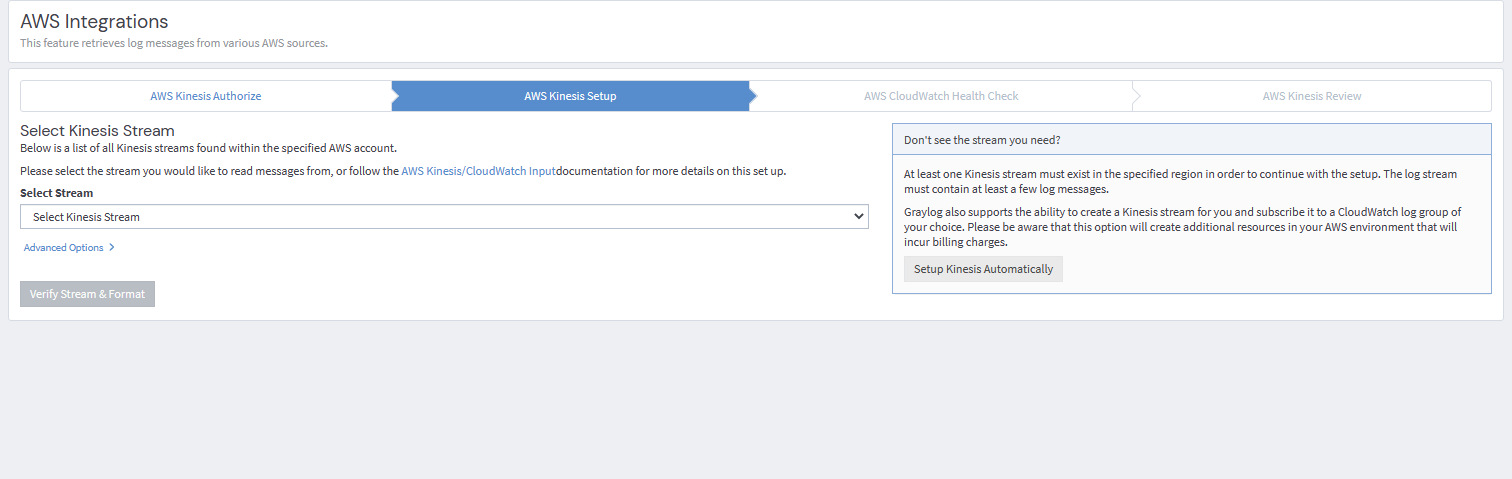 AWS Integrations
This feature retrieves log messages from various AWS sources.
AWS Kinesis Authorize
AWS Kinesis Setup
AWS CloudWatch Health Check
AWS Kinesis Review
Select Kinesis Stream
Below is a list of all Kinesis streams found within the specified AWS account.
Please select the stream you would like to read messages from, or follow the AWS Kinesis/CloudWatch Inputdocumentation for more details on this set up.
Select Stream
Select Kinesis Stream
Advanced Options
Verify Stream & Format
Don't see the stream you need?
At least one Kinesis stream must exist in the specified region in order to continue with the setup. The log stream
must contain at least a few log messages.
Graylog also supports the ability to create a Kinesis stream for you and subscribe it to a CloudWatch log group of
your choice. Please be aware that this option will create additional resources in your AWS environment that will
incur billing charges.
Setup Kinesis Automatically